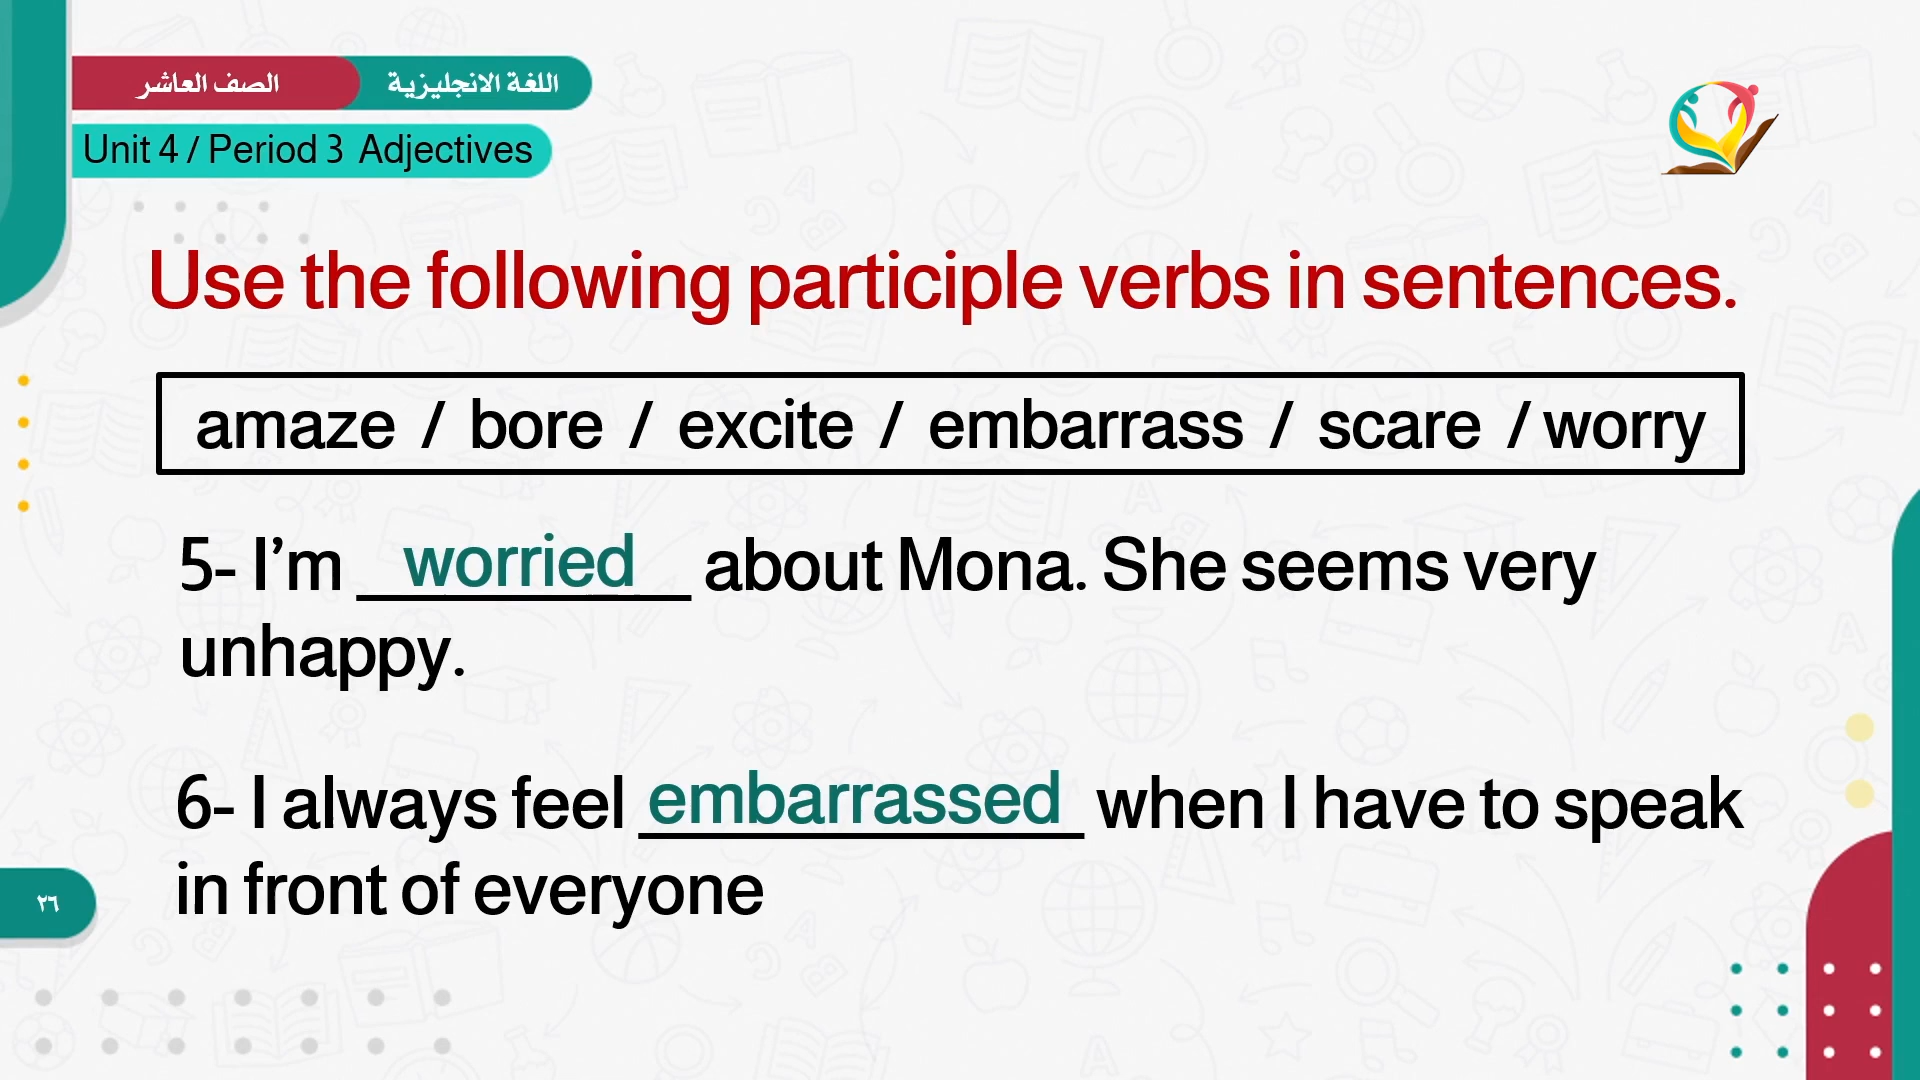 اللغة الانجليزية
الصف العاشر
Unit 4 / Period 3 Adjectives
Use the following participle verbs in sentences.
amaze / bore / excite / embarrass / scare / worry
5- I’m worried about Mona. She seems very
unhappy.
6- I always feel embarrassed when I have to speak
in front of everyone
٢٦